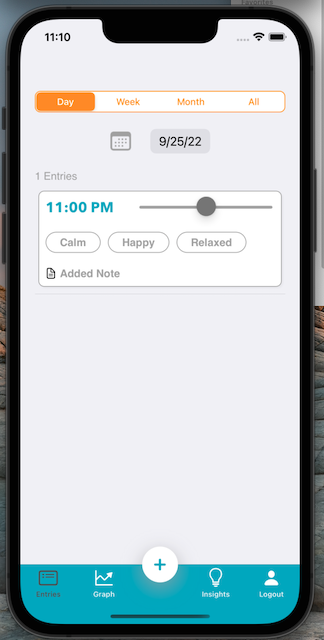 Favorites
11:10
Day Week Month All
9/25/22
1 Entries
11:00 PM
Calm Happy Relaxed
Added Note
+
Entries Graph Insights Logout